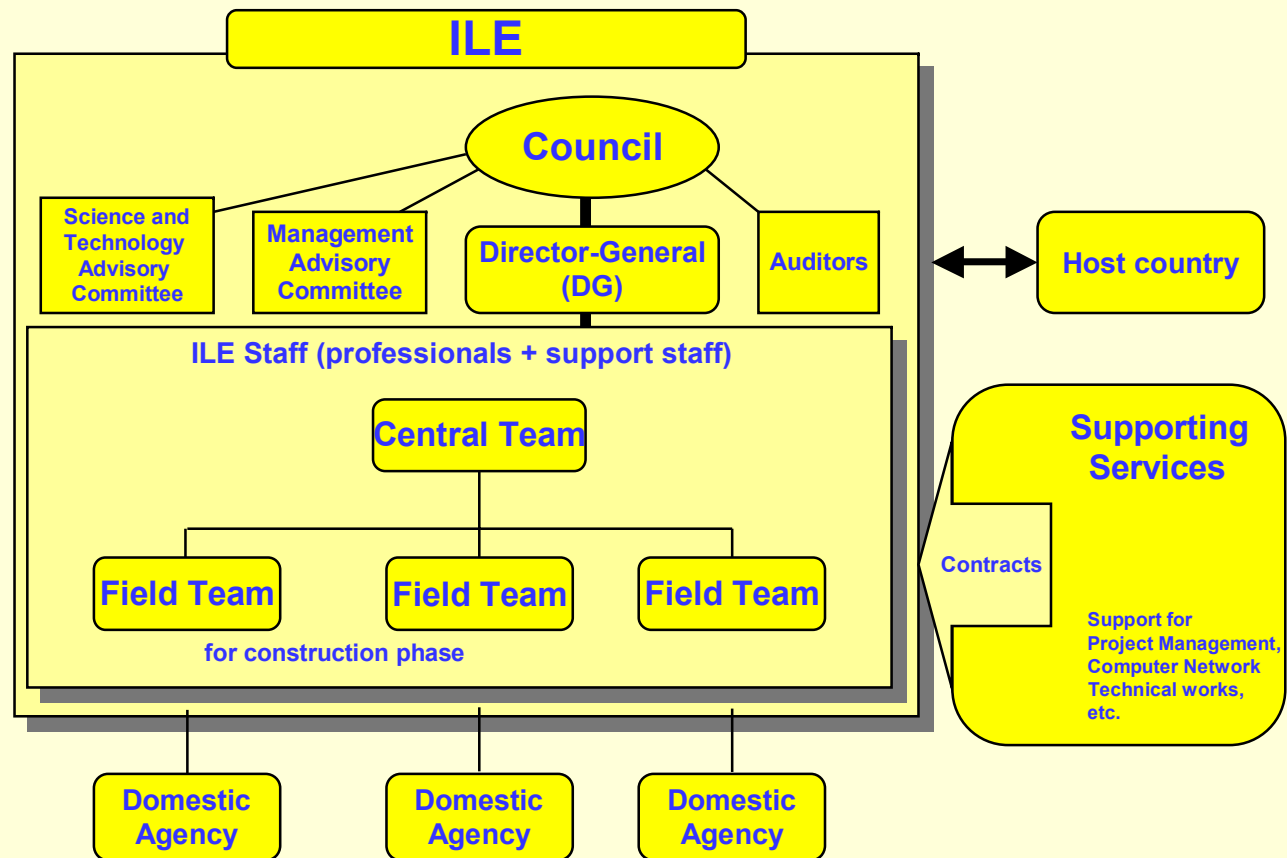 ILE
Council
Science and
Technology
Advisory
Committee
Management
Advisory
Committee
Director-General
(DG)
Auditors
Host country
ILE Staff (professionals + support staff)
Central Team
Field Team
Field Team
Field Team
for construction phase
Supporting
Services
Contracts
Support for
Project Management,
Computer Network
Technical works,
etc.
Domestic
Agency
Domestic
Agency
Domestic
Agency